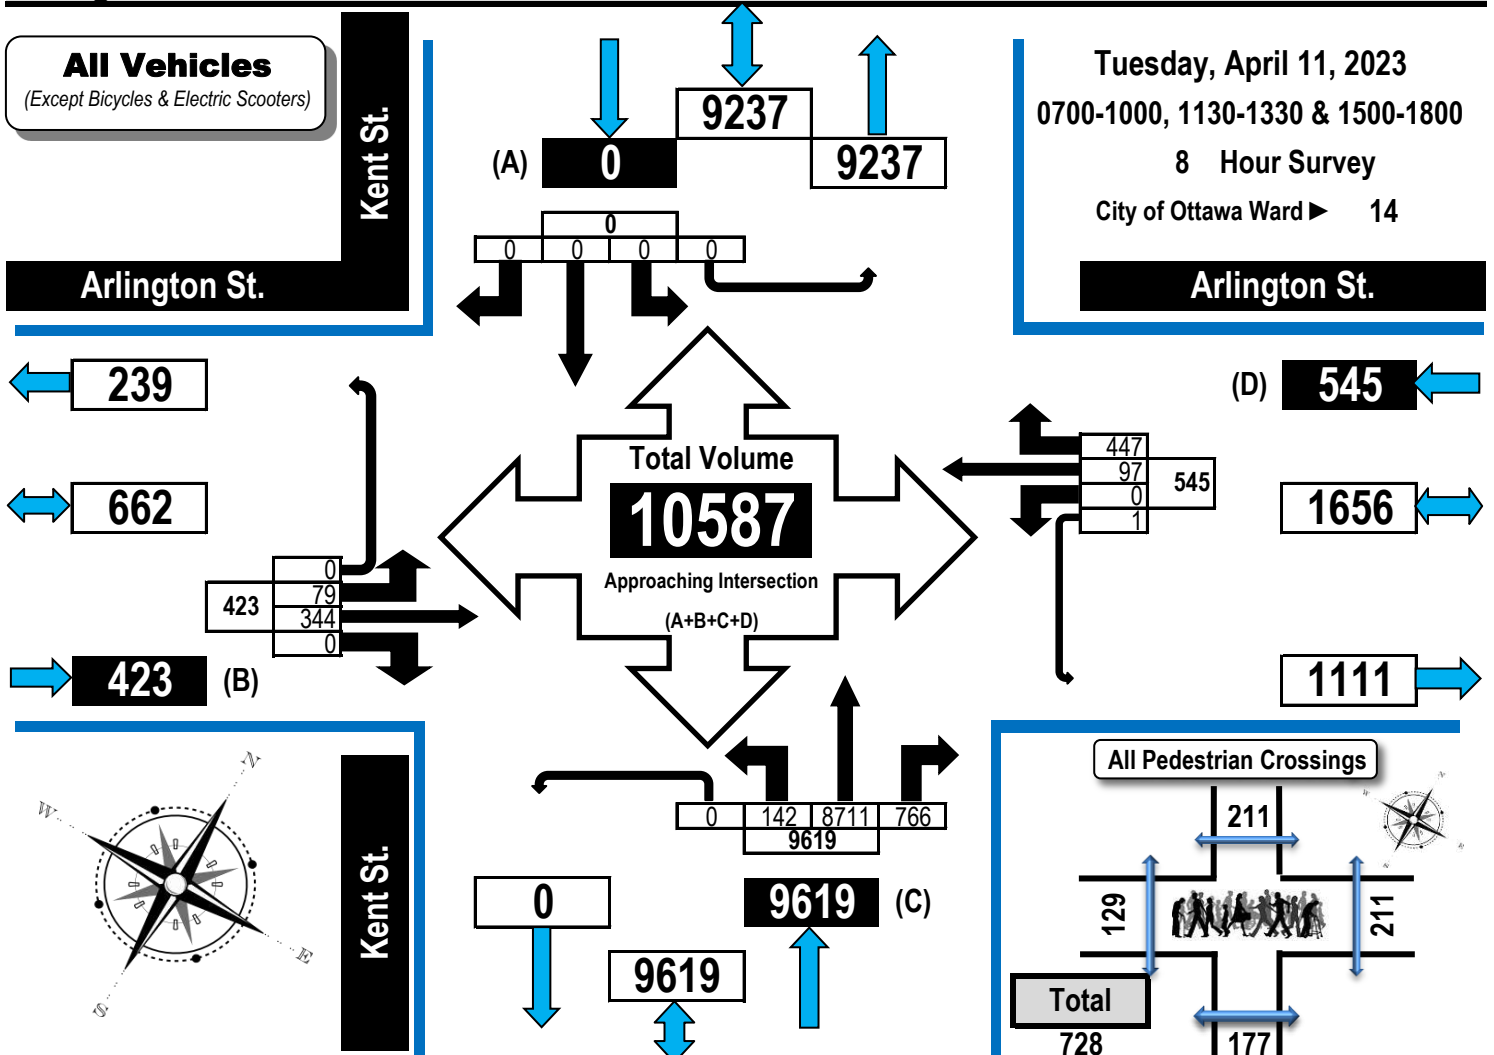 All Vehicles
(Except Bicycles & Electric Scooters)
Kent St.
Arlington St.
9237
(A) 0
9237
0
0 0 0 0
Tuesday, April 11, 2023
0700-1000, 1130-1330 & 1500-1800
8 Hour Survey
City of Ottawa Ward ► 14
Arlington St.
239
662
0
79
344
0
423
423 (B)
Total Volume
10587
Approaching Intersection
(A+B+C+D)
(D) 545
447
97
0
1
545
1656
1111
0 142 8711 766
9619
0
9619 (C)
9619
Kent St.
N
W
E
S
All Pedestrian Crossings
211
129
211
177
Total
728